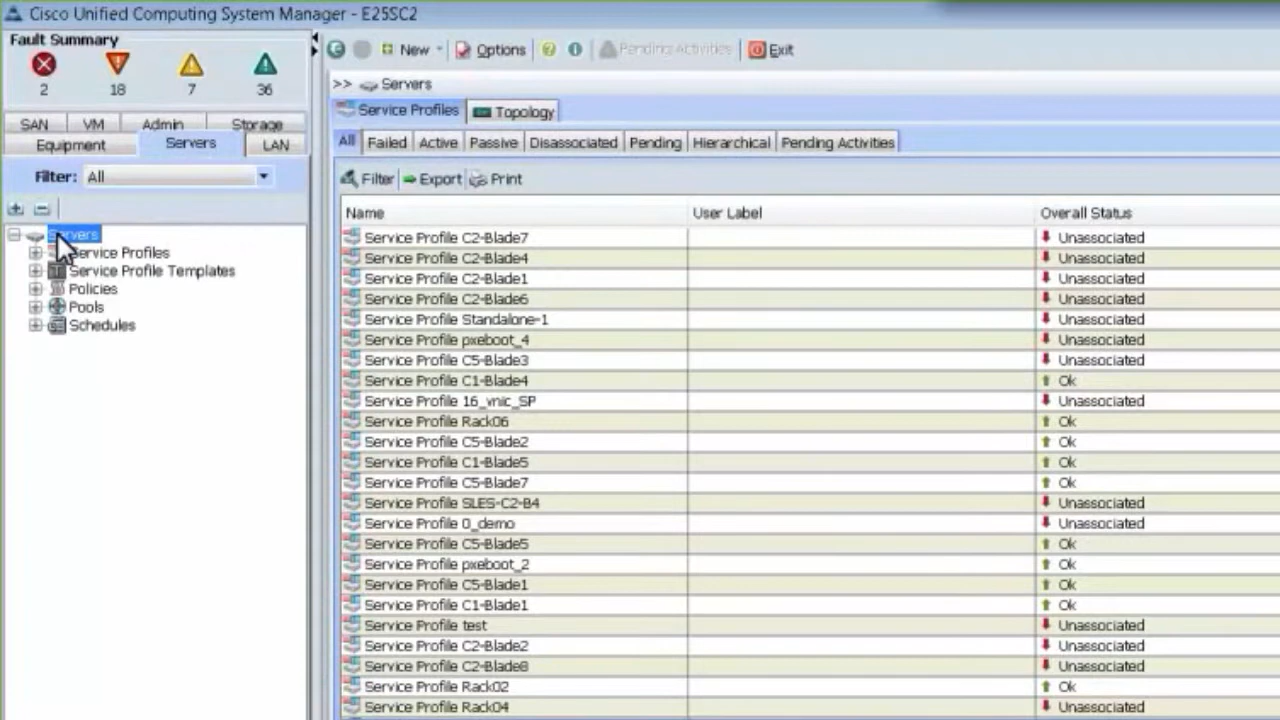 Cisco Unified Computing System Manager - E25SC2
Fault Summary
2 18 7 36
SAN VM Admin Storage
Equipment Servers LAN
Filter: All
Servers
Service Profiles
Service Profile Templates
Policies
Pools
Schedules
New Options Pending Activities Exit
>> Servers
Service Profiles Topology
All Failed Active Passive Disassociated Pending Hierarchical Pending Activities
Filter Export Print
Name User Label Overall Status
Service Profile C2-Blade7 Unassociated
Service Profile C2-Blade4 Unassociated
Service Profile C2-Blade1 Unassociated
Service Profile C2-Blade6 Unassociated
Service Profile Standalone-1 Unassociated
Service Profile pxeboot_4 Unassociated
Service Profile C5-Blade3 Unassociated
Service Profile C1-Blade4 Ok
Service Profile 16_vnic_SP Unassociated
Service Profile Rack06 Ok
Service Profile C5-Blade2 Ok
Service Profile C1-Blade5 Ok
Service Profile C5-Blade7 Ok
Service Profile SLES-C2-B4 Unassociated
Service Profile 0_demo Unassociated
Service Profile C5-Blade5 Ok
Service Profile pxeboot_2 Ok
Service Profile C5-Blade1 Ok
Service Profile C1-Blade1 Ok
Service Profile test Unassociated
Service Profile C2-Blade2 Unassociated
Service Profile C2-Blade8 Unassociated
Service Profile Rack02 Ok
Service Profile Rack04 Unassociated